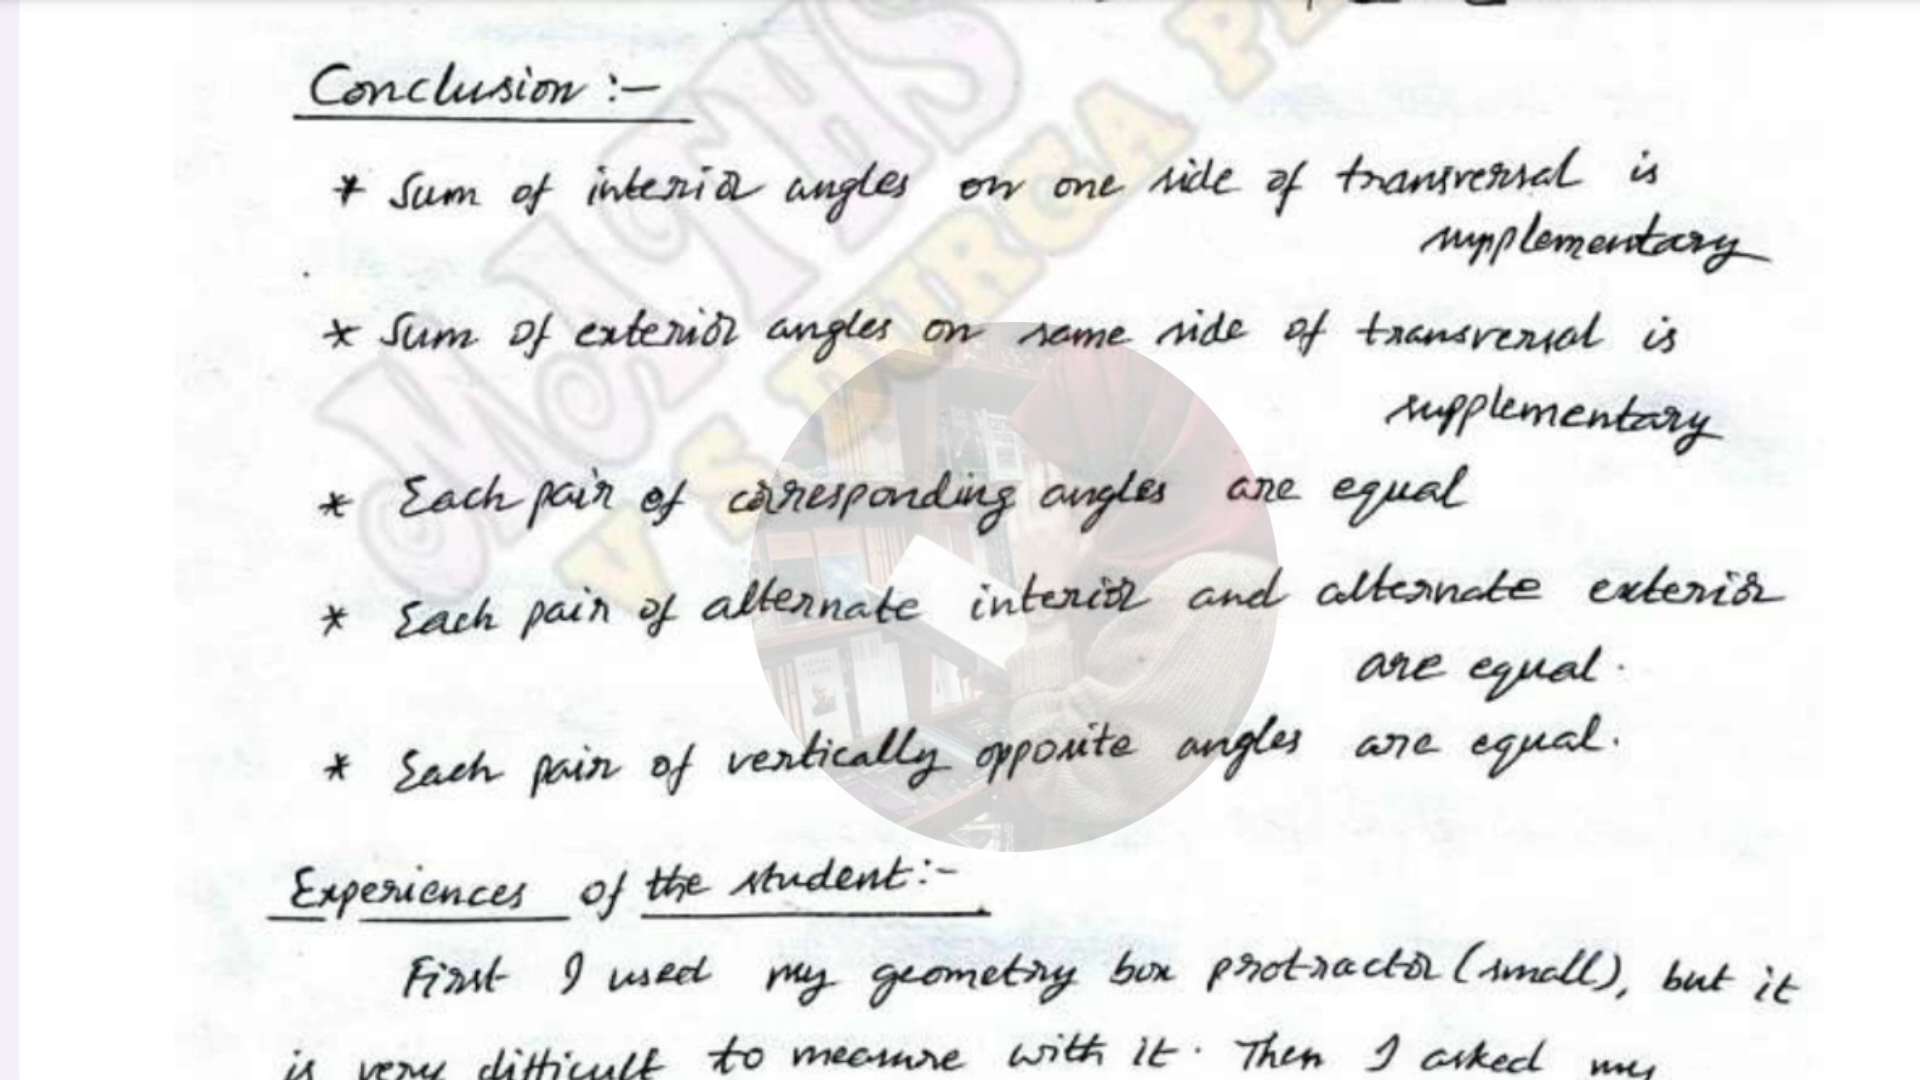 Conclusion :-
* Sum of interior angles on one side of transversal is
supplementary
* Sum of exterior angles on same side of transversal is
supplementary
* Each pair of corresponding angles are equal
* Each pair of alternate interior and alternate exterior
are equal.
* Each pair of vertically opposite angles are equal.
Experiences of the student:-
First I used my geometry box protractor (small), but it
is very difficult to measure with it. Then I asked my
MATHS
V S DURGA